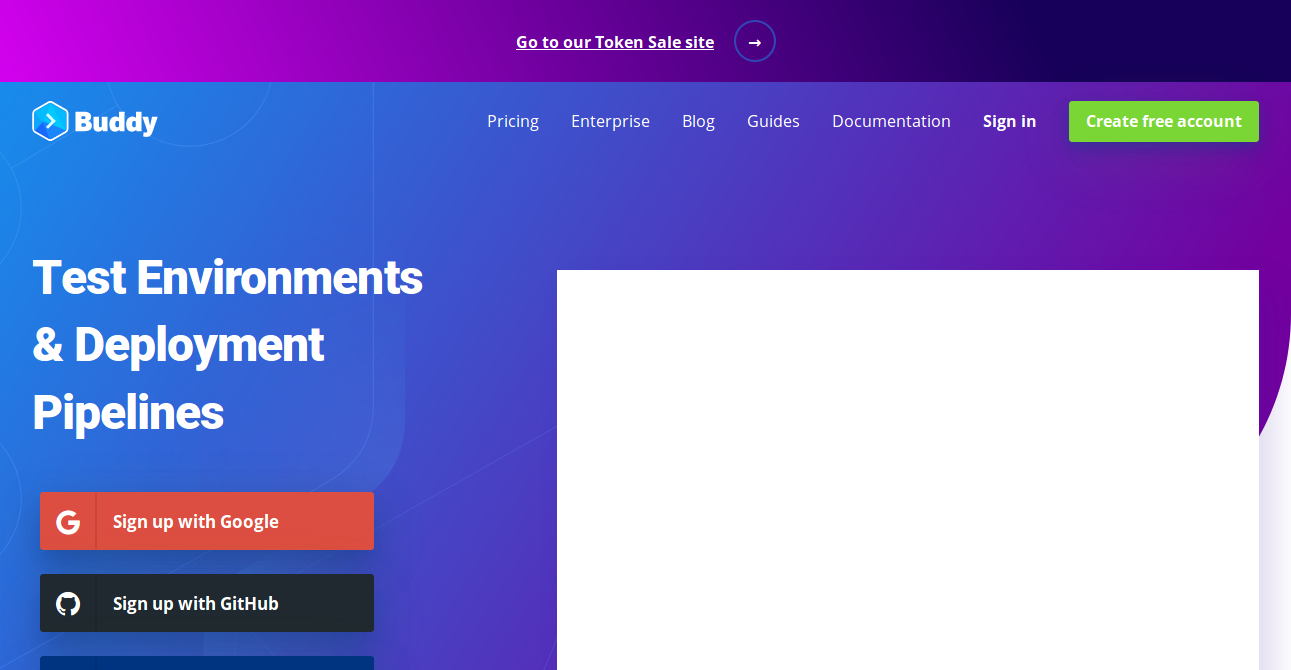 Go to our Token Sale site →
Buddy
Pricing Enterprise Blog Guides Documentation Sign in Create free account
Test Environments
& Deployment
Pipelines
Sign up with Google
Sign up with GitHub